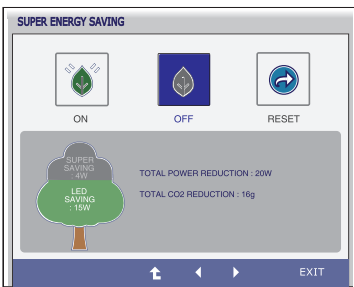 SUPER ENERGY SAVING
ON
OFF
RESET
SUPER
SAVING
: 4W
LED
SAVING
: 15W
TOTAL POWER REDUCTION : 20W
TOTAL CO2 REDUCTION : 16g
EXIT